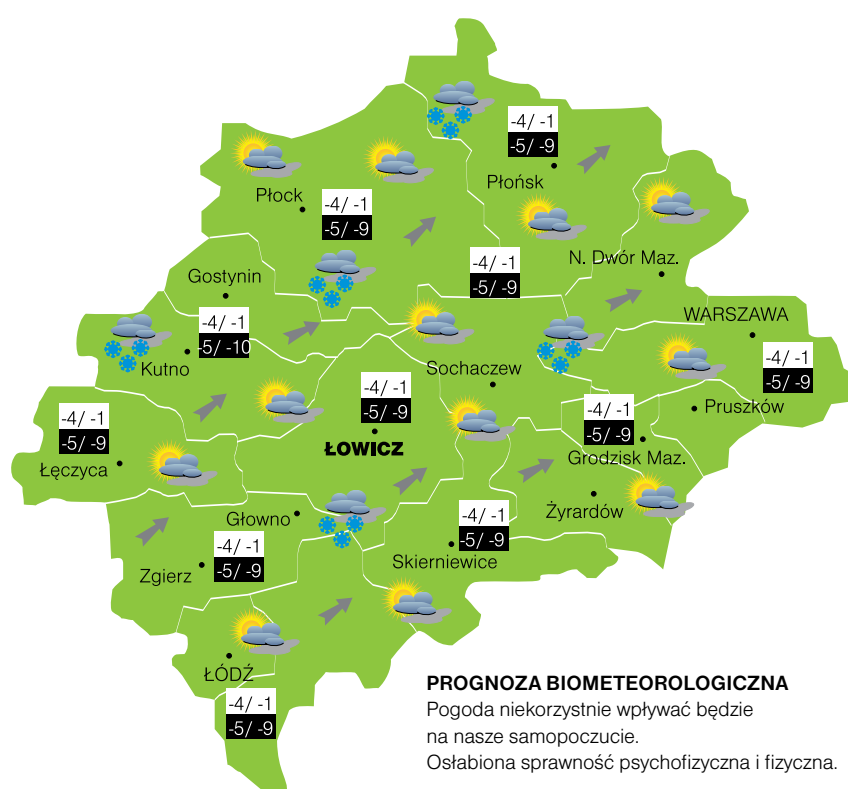 -4/ -1
-5/ -9
Płońsk
Płock
-4/ -1
-5/ -9
N. Dwór Maz.
-4/ -1
-5/ -9
Gostynin
WARSZAWA
-4/ -1
-5/ -10
Kutno
Sochaczew
-4/ -1
-5/ -9
-4/ -1
-5/ -9
ŁOWICZ
-4/ -1
-5/ -9
Pruszków
-4/ -1
-5/ -9
Łęczyca
Grodzisk Maz.
Żyrardów
Głowno
-4/ -1
-5/ -9
Skierniewice
-4/ -1
-5/ -9
Zgierz
ŁÓDŹ
-4/ -1
-5/ -9
PROGNOZA BIOMETEOROLOGICZNA
Pogoda niekorzystnie wpływać będzie
na nasze samopoczucie.
Osłabiona sprawność psychofizyczna i fizyczna.